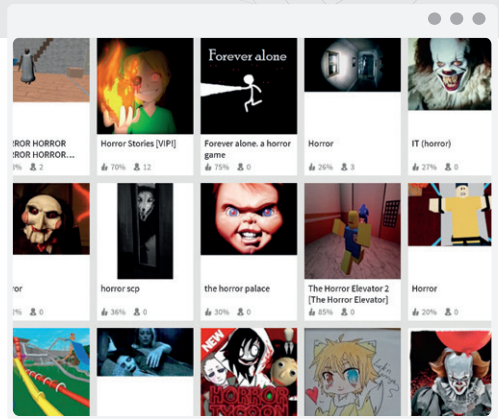 Forever alone
ROR HORROR
ROR HORROR...
% 2
Horror Stories [VIP!]
70% 12
Forever alone. a horror
game
75% 0
Horror
26% 3
IT (horror)
27% 0
or
% 0
horror scp
36% 0
the horror palace
30% 0
The Horror Elevator 2
[The Horror Elevator]
85% 0
Horror
20% 0
NEW
HORROR
TYCOON